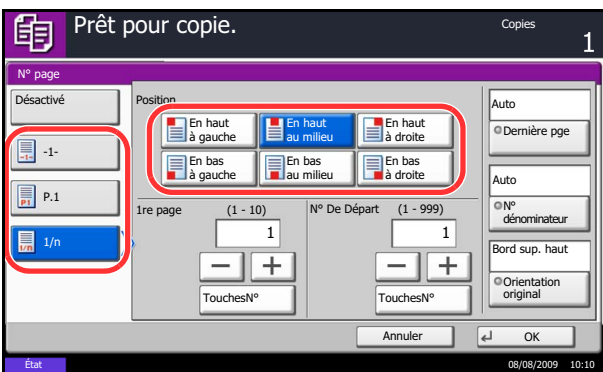 Prêt pour copie.
Copies
1
N° page
Désactivé
-1-
-1-
P.1
P1
1/n
1/n
Position
En haut
à gauche
En haut
au milieu
En haut
à droite
En bas
à gauche
En bas
au milieu
En bas
à droite
1re page (1 - 10)
1
TouchesN°
N° De Départ (1 - 999)
1
TouchesN°
Auto
Dernière pge
Auto
N°
dénominateur
Bord sup. haut
Orientation
original
Annuler
OK
État
08/08/2009 10:10